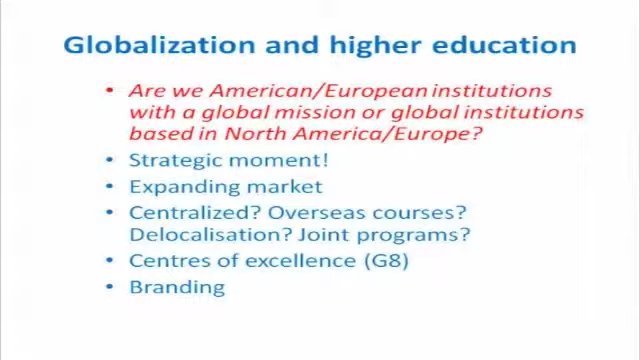 Globalization and higher education
• Are we American/European institutions
with a global mission or global institutions
based in North America/Europe?
• Strategic moment!
• Expanding market
• Centralized? Overseas courses?
Delocalisation? Joint programs?
• Centres of excellence (G8)
• Branding